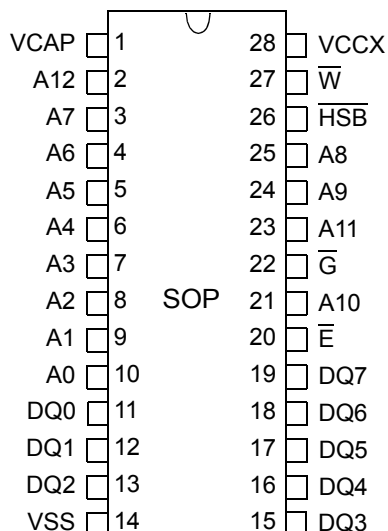 VCAP 1 28 VCCX
A12 2 27 W̅
A7 3 26 H̅S̅B̅
A6 4 25 A8
A5 5 24 A9
A4 6 23 A11
A3 7 22 G̅
A2 8 SOP 21 A10
A1 9 20 E̅
A0 10 19 DQ7
DQ0 11 18 DQ6
DQ1 12 17 DQ5
DQ2 13 16 DQ4
VSS 14 15 DQ3